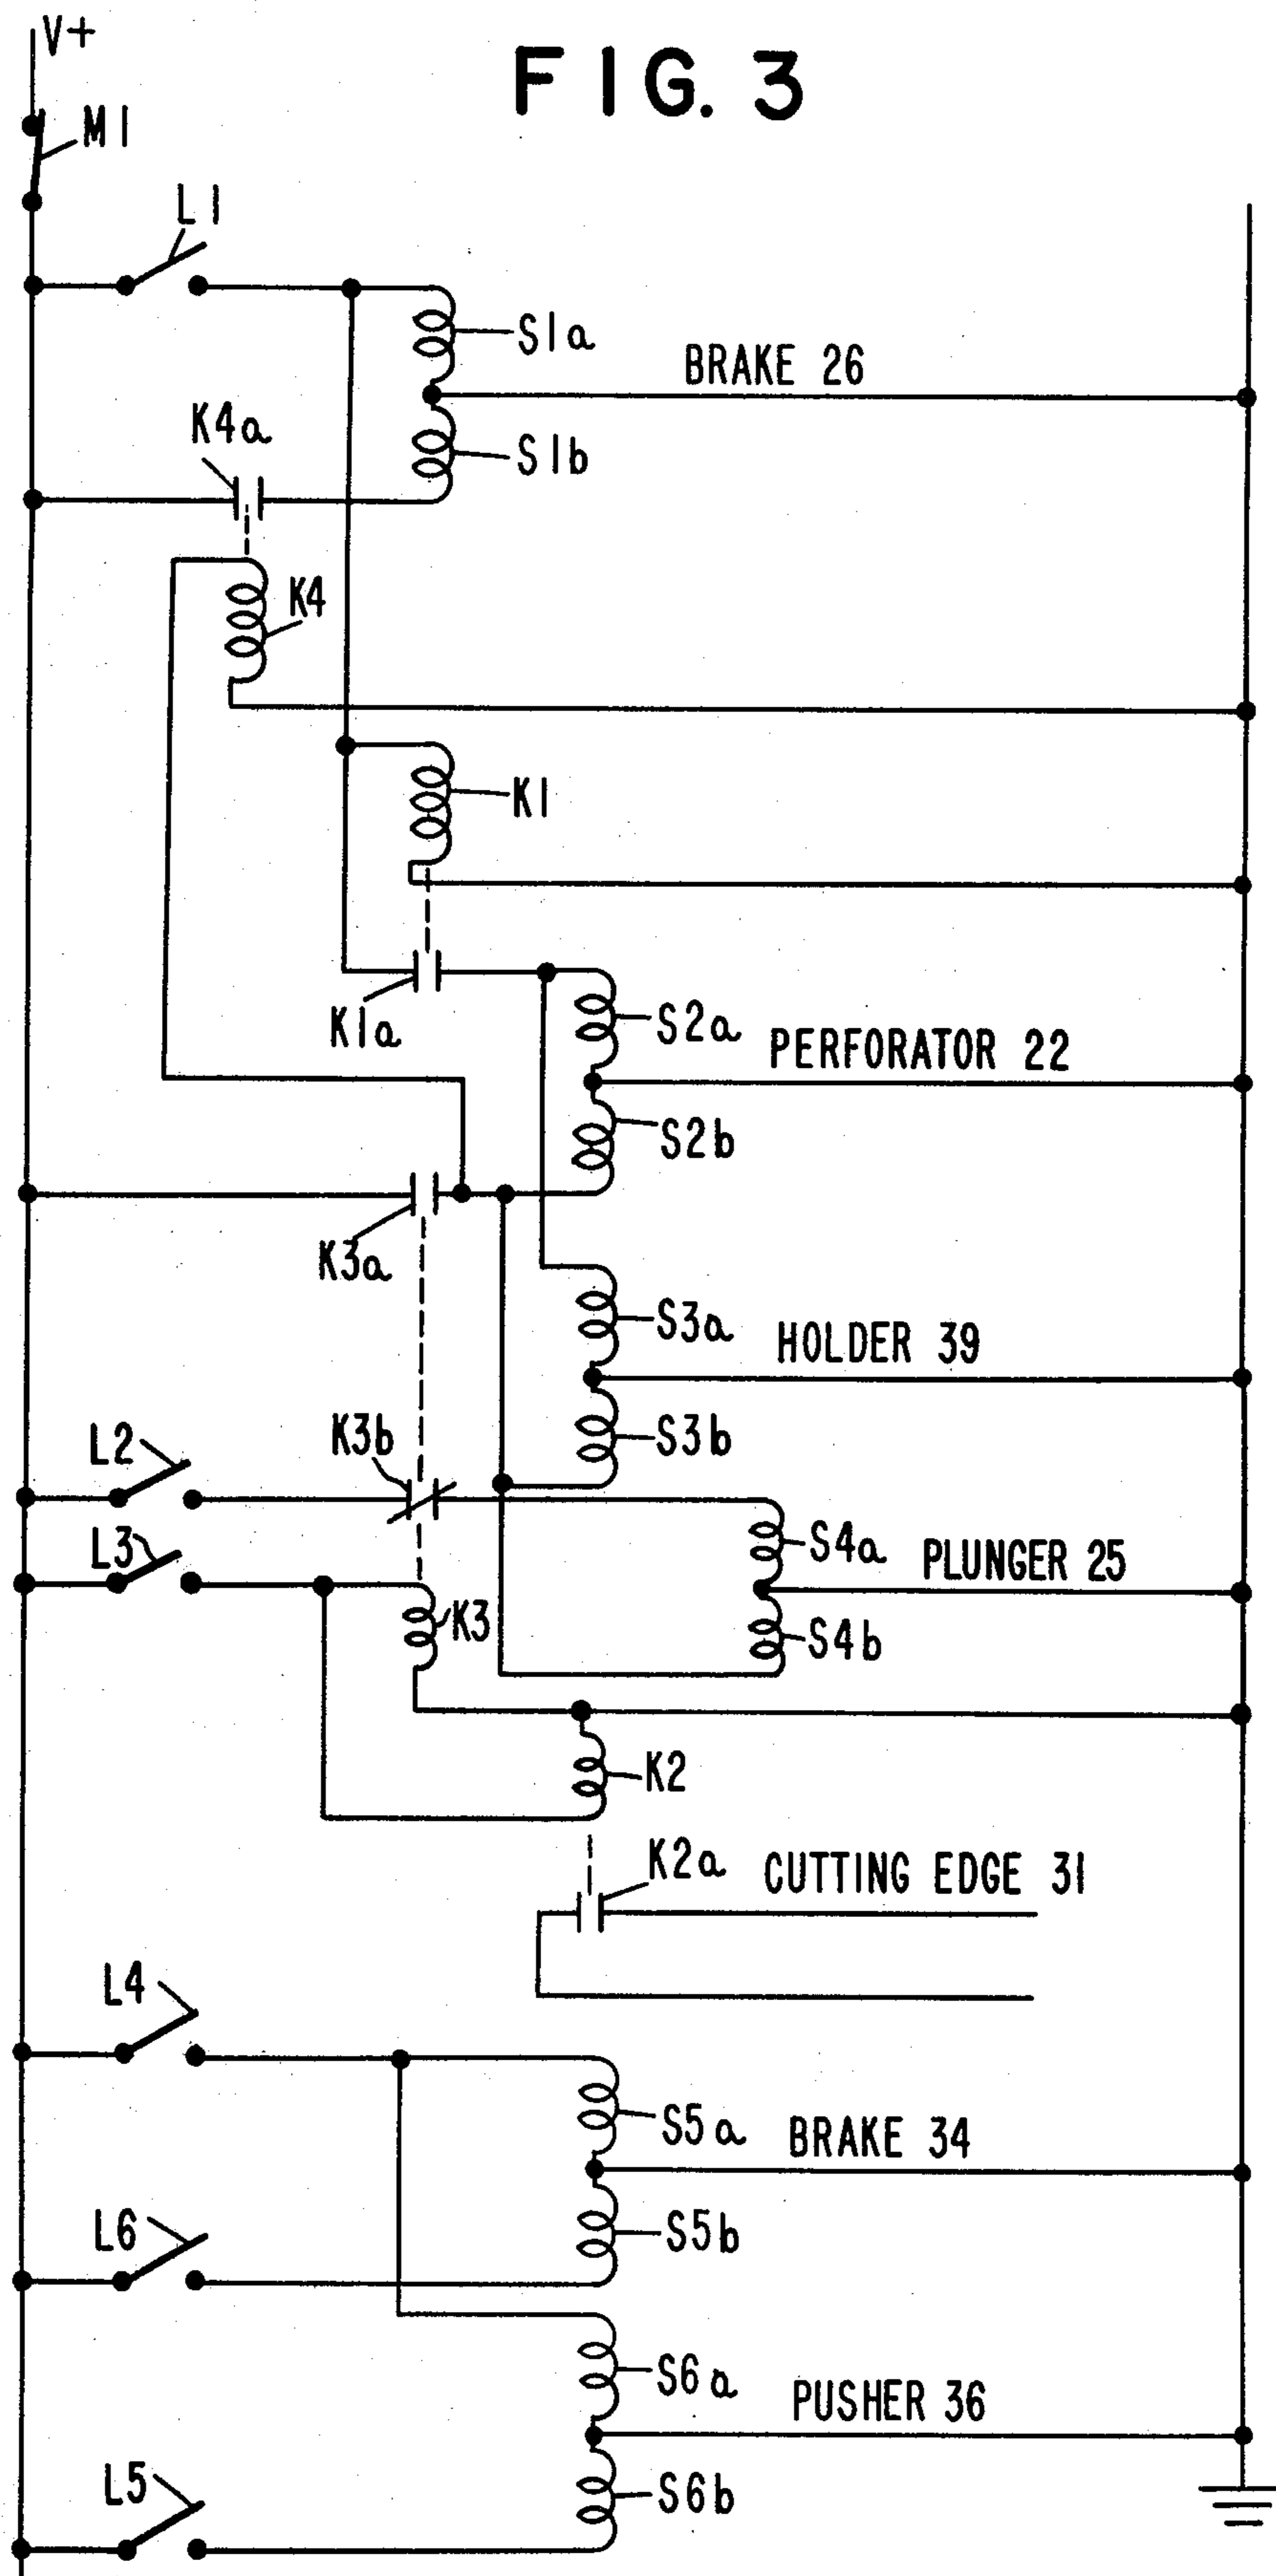 V+
FIG. 3
M1
L1
S1a
BRAKE 26
K4a
S1b
K4
K1
K1a
S2a
PERFORATOR 22
S2b
K3a
S3a
HOLDER 39
L2
K3b
S3b
L3
S4a
PLUNGER 25
K3
S4b
K2
K2a
CUTTING EDGE 31
L4
S5a
BRAKE 34
L6
S5b
S6a
PUSHER 36
L5
S6b